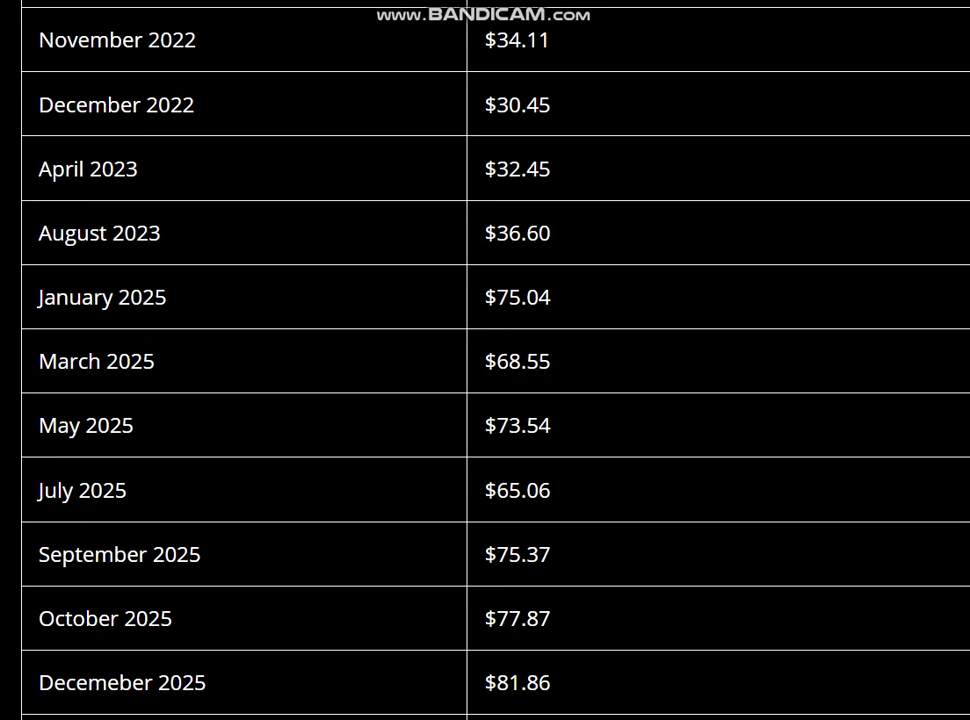 www.BANDICAM.com
November 2022 $34.11
December 2022 $30.45
April 2023 $32.45
August 2023 $36.60
January 2025 $75.04
March 2025 $68.55
May 2025 $73.54
July 2025 $65.06
September 2025 $75.37
October 2025 $77.87
Decemeber 2025 $81.86